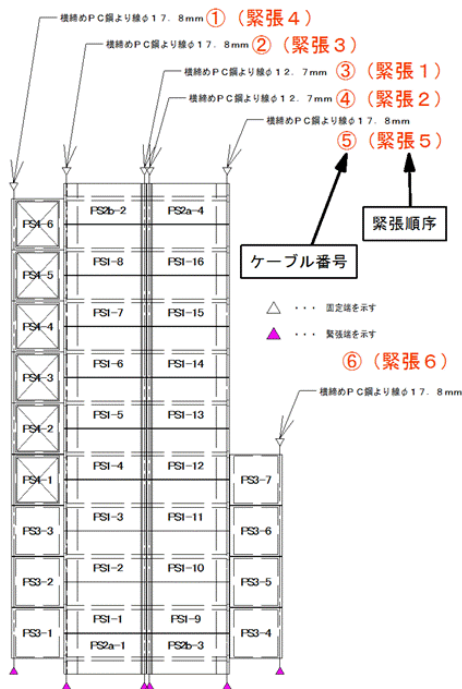 横締めPC鋼より線φ17.8mm ①（緊張4）
横締めPC鋼より線φ17.8mm ②（緊張3）
横締めPC鋼より線φ12.7mm ③（緊張1）
横締めPC鋼より線φ12.7mm ④（緊張2）
横締めPC鋼より線φ17.8mm
⑤（緊張5）
緊張順序
ケーブル番号
△ ・・・ 固定端を示す
▲ ・・・ 緊張端を示す
⑥（緊張6）
横締めPC鋼より線φ17.8mm
PS4-6 PS2b-2 PS2a-4
PS4-5 PS1-8 PS1-16
PS4-4 PS1-7 PS1-15
PS4-3 PS1-6 PS1-14
PS4-2 PS1-5 PS1-13
PS4-1 PS1-4 PS1-12 PS3-7
PS3-3 PS1-3 PS1-11 PS3-6
PS3-2 PS1-2 PS1-10 PS3-5
PS3-1 PS1-1 PS1-9 PS3-4
PS2a-1 PS2b-3